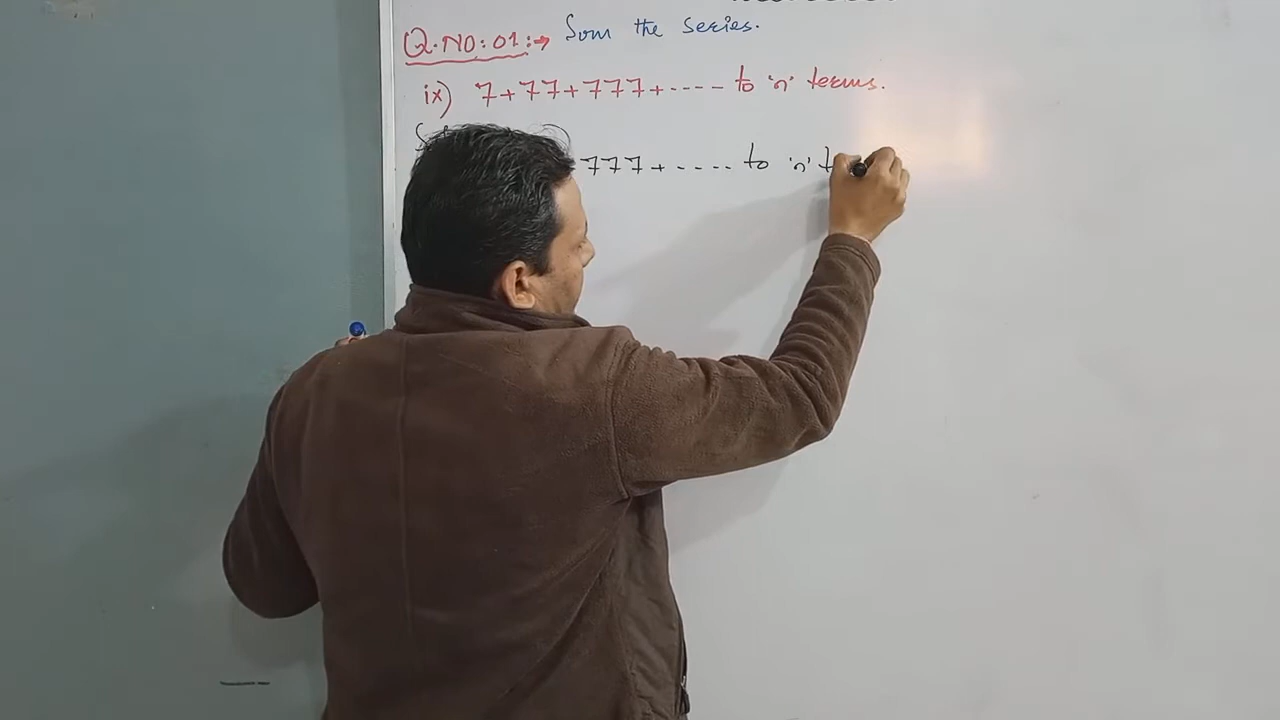 Q.NO:01:→ Sum the series.
ix) 7+77+777+---- to 'n' terms.
777+---- to 'n' t